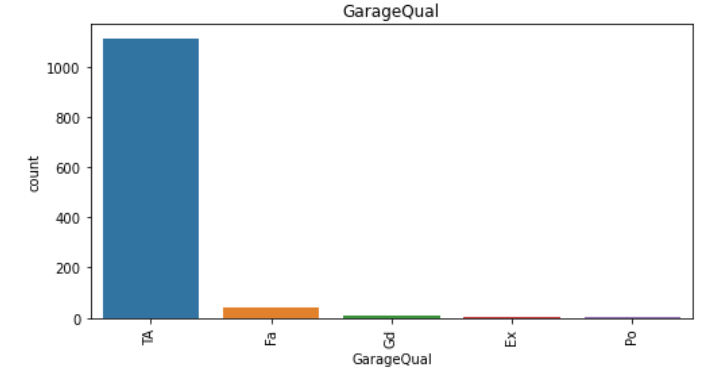 GarageQual
1000
800
600
400
200
0
count
TA
Fa
Gd
Ex
Po
GarageQual